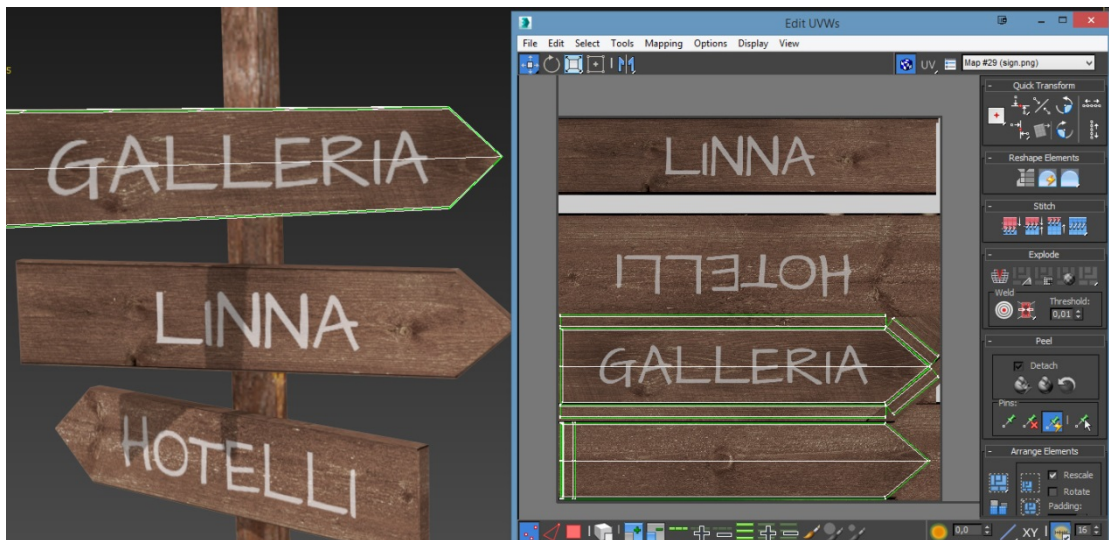 s
GALLERIA
LiNNA
HOTELLI
Edit UVWs
File Edit Select Tools Mapping Options Display View
UV Map #29 (sign.png)
LiNNA
HOTELLI
GALLERIA
Quick Transform
Reshape Elements
Stitch
Explode
Weld
Threshold:
0,01
Peel
Detach
Pins:
Arrange Elements
Rescale
Rotate
Padding:
0,0 XY 16